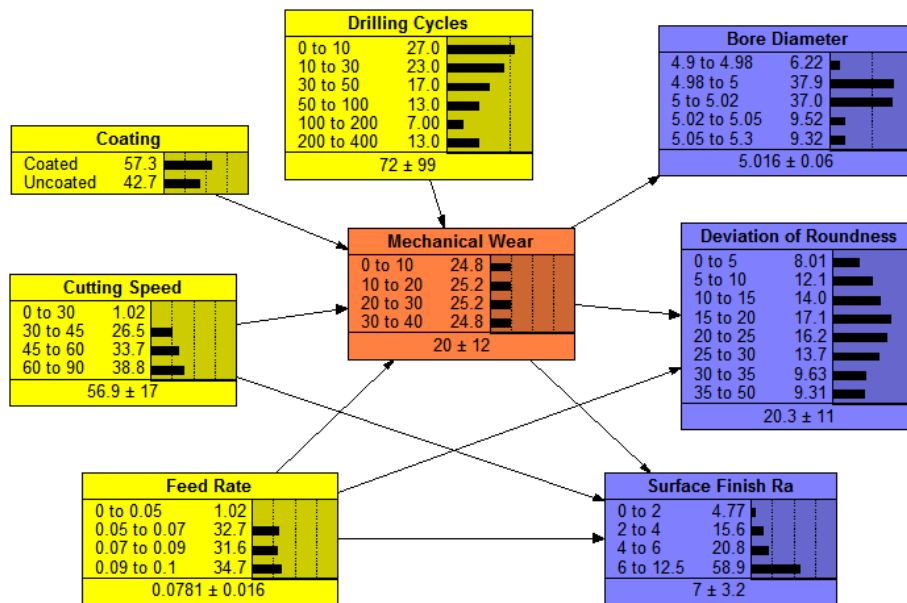 Drilling Cycles
0 to 10 27.0
10 to 30 23.0
30 to 50 17.0
50 to 100 13.0
100 to 200 7.00
200 to 400 13.0
72 ± 99
Bore Diameter
4.9 to 4.98 6.22
4.98 to 5 37.9
5 to 5.02 37.0
5.02 to 5.05 9.52
5.05 to 5.3 9.32
5.016 ± 0.06
Coating
Coated 57.3
Uncoated 42.7
Mechanical Wear
0 to 10 24.8
10 to 20 25.2
20 to 30 25.2
30 to 40 24.8
20 ± 12
Deviation of Roundness
0 to 5 8.01
5 to 10 12.1
10 to 15 14.0
15 to 20 17.1
20 to 25 16.2
25 to 30 13.7
30 to 35 9.63
35 to 50 9.31
20.3 ± 11
Cutting Speed
0 to 30 1.02
30 to 45 26.5
45 to 60 33.7
60 to 90 38.8
56.9 ± 17
Feed Rate
0 to 0.05 1.02
0.05 to 0.07 32.7
0.07 to 0.09 31.6
0.09 to 0.1 34.7
0.0781 ± 0.016
Surface Finish Ra
0 to 2 4.77
2 to 4 15.6
4 to 6 20.8
6 to 12.5 58.9
7 ± 3.2